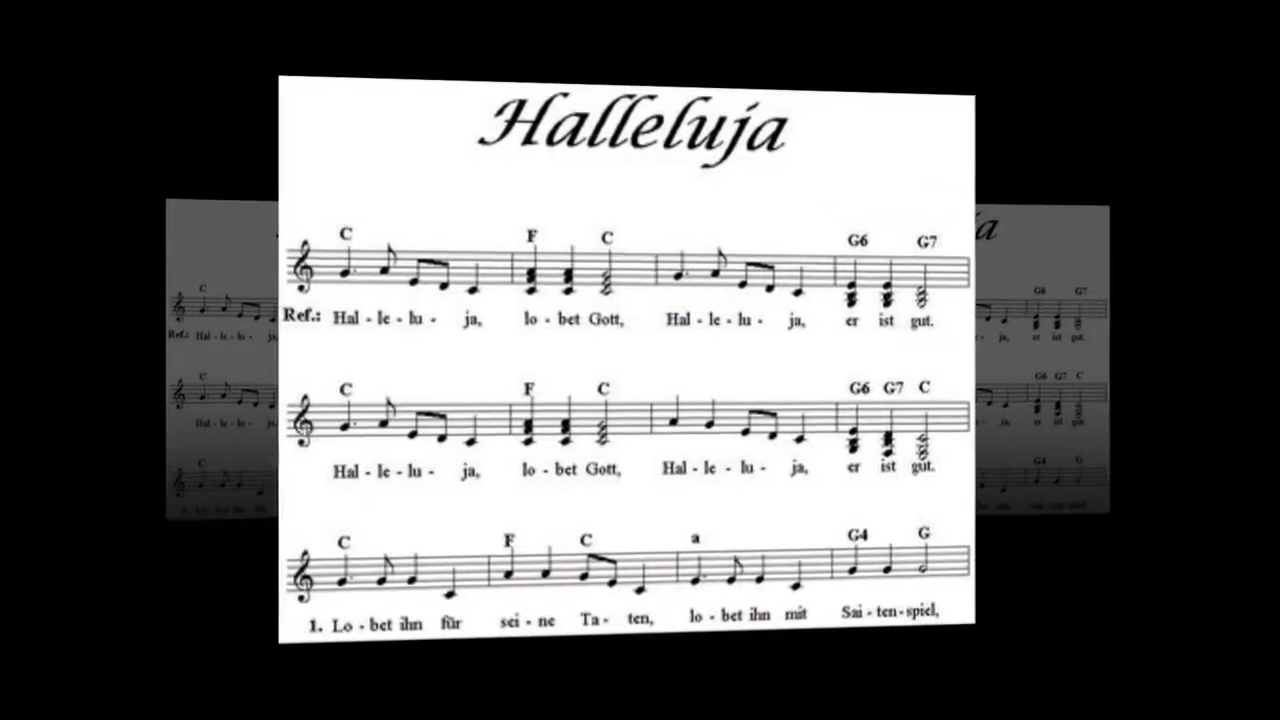 Halleluja
C F C G6 G7
Ref.: Hal - le - lu - ja, lo - bet Gott, Hal - le - lu - ja, er ist gut.
C F C G6 G7 C
Hal - le - lu - ja, lo - bet Gott, Hal - le - lu - ja, er ist gut.
C F C a G4 G
1. Lo - bet ihn für sei - ne Ta - ten, lo - bet ihn mit Sai - ten - spiel,